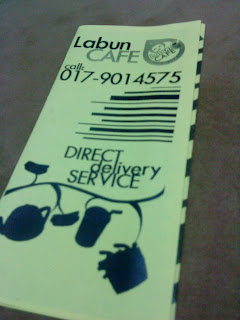 Labun
CAFE
call:
017-9014575
DIRECT
delivery
SERVICE